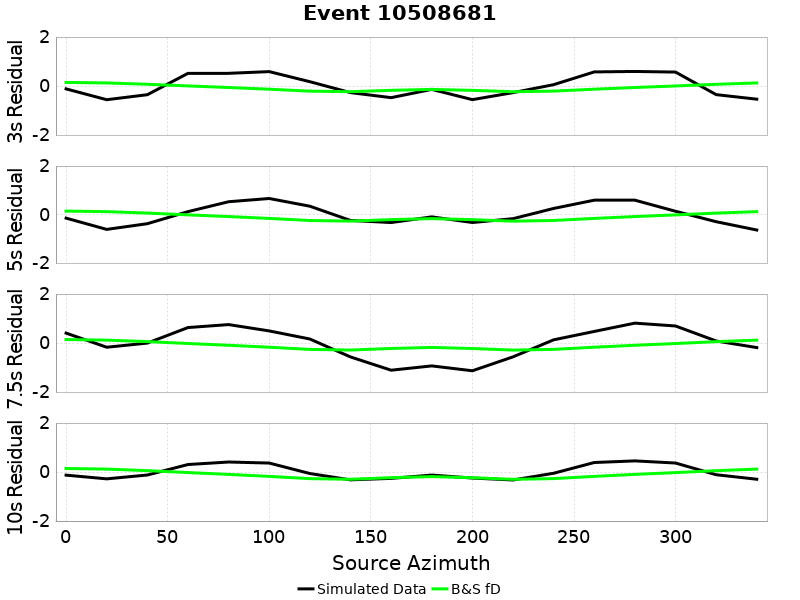 Event 10508681
3s Residual
2
0
-2
5s Residual
2
0
-2
7.5s Residual
2
0
-2
10s Residual
2
0
-2
0 50 100 150 200 250 300
Source Azimuth
Simulated Data B&S fD